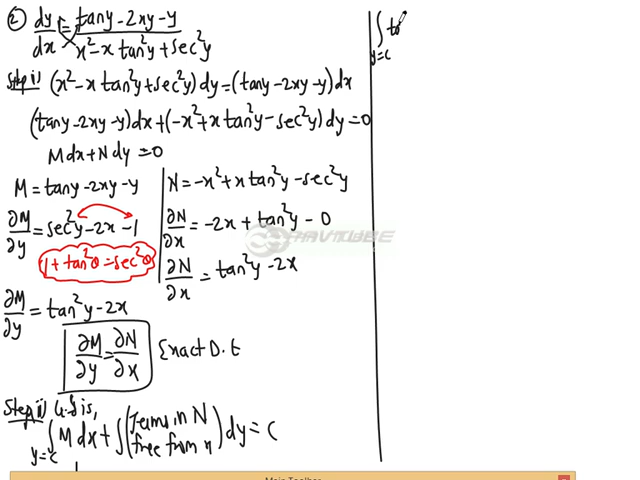 ② dy/dx = (tany - 2xy - y)/(x² - x tan²y + sec²y)
Step i) (x² - x tan²y + sec²y) dy = (tany - 2xy - y) dx
(tany - 2xy - y) dx + (-x² + x tan²y - sec²y) dy = 0
M dx + N dy = 0
M = tany - 2xy - y
∂M/∂y = sec²y - 2x - 1
1 + tan²θ = sec²θ
∂M/∂y = tan²y - 2x
N = -x² + x tan²y - sec²y
∂N/∂x = -2x + tan²y - 0
∂N/∂x = tan²y - 2x
∂M/∂y = ∂N/∂x Exact D.E
Step ii) G.S is,
∫ y=c M dx + ∫ (Terms in N free from x) dy = c
∫ y=c